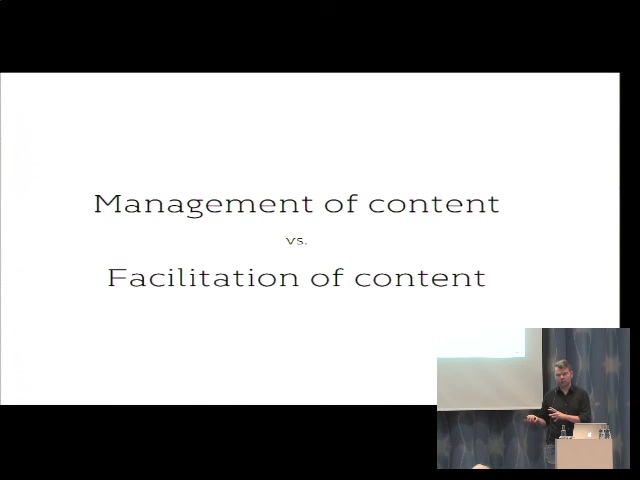 Management of content
vs.
Facilitation of content